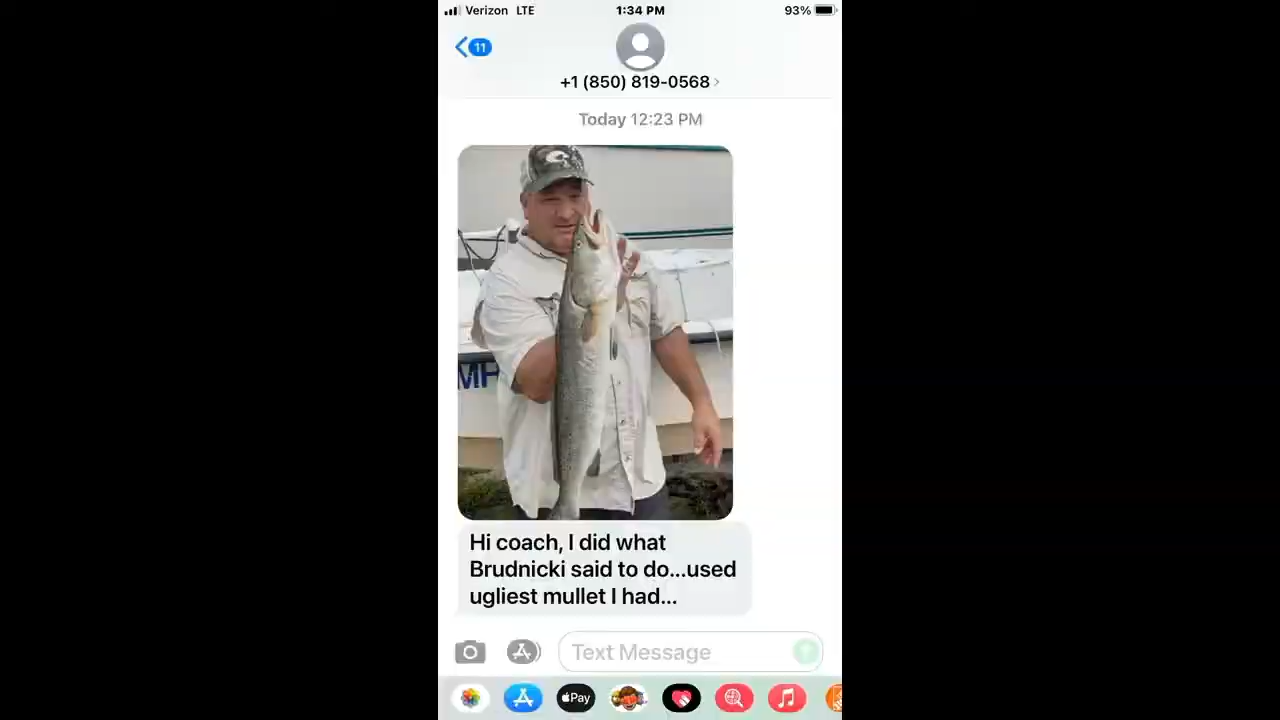 Verizon LTE 1:34 PM 93%
11
+1 (850) 819-0568 >
Today 12:23 PM
MP
Hi coach, I did what
Brudnicki said to do...used
ugliest mullet I had...
Text Message
Pay